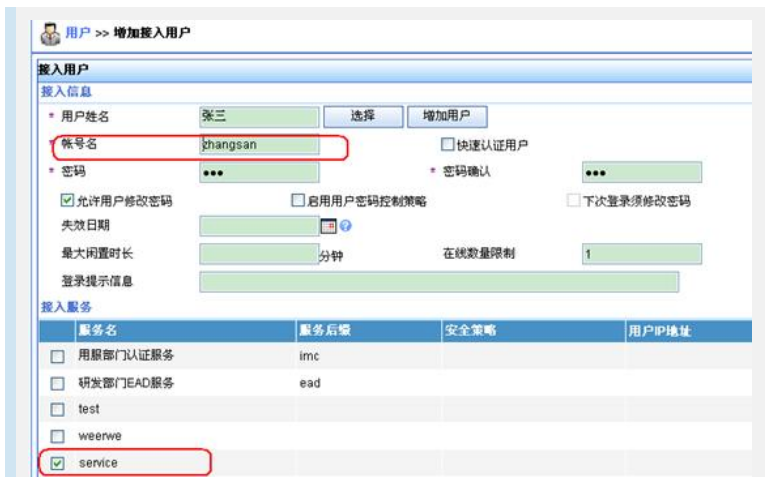 用户 >> 增加接入用户
接入用户
接入信息
* 用户姓名 张三 选择 增加用户
* 帐号名 zhangsan 快速认证用户
* 密码 ●●● * 密码确认 ●●●
允许用户修改密码 启用用户密码控制策略 下次登录须修改密码
失效日期
最大闲置时长 分钟 在线数量限制 1
登录提示信息
接入服务
服务名 服务后缀 安全策略 用户IP地址
用服部门认证服务 imc
研发部门EAD服务 ead
test
weerwe
service